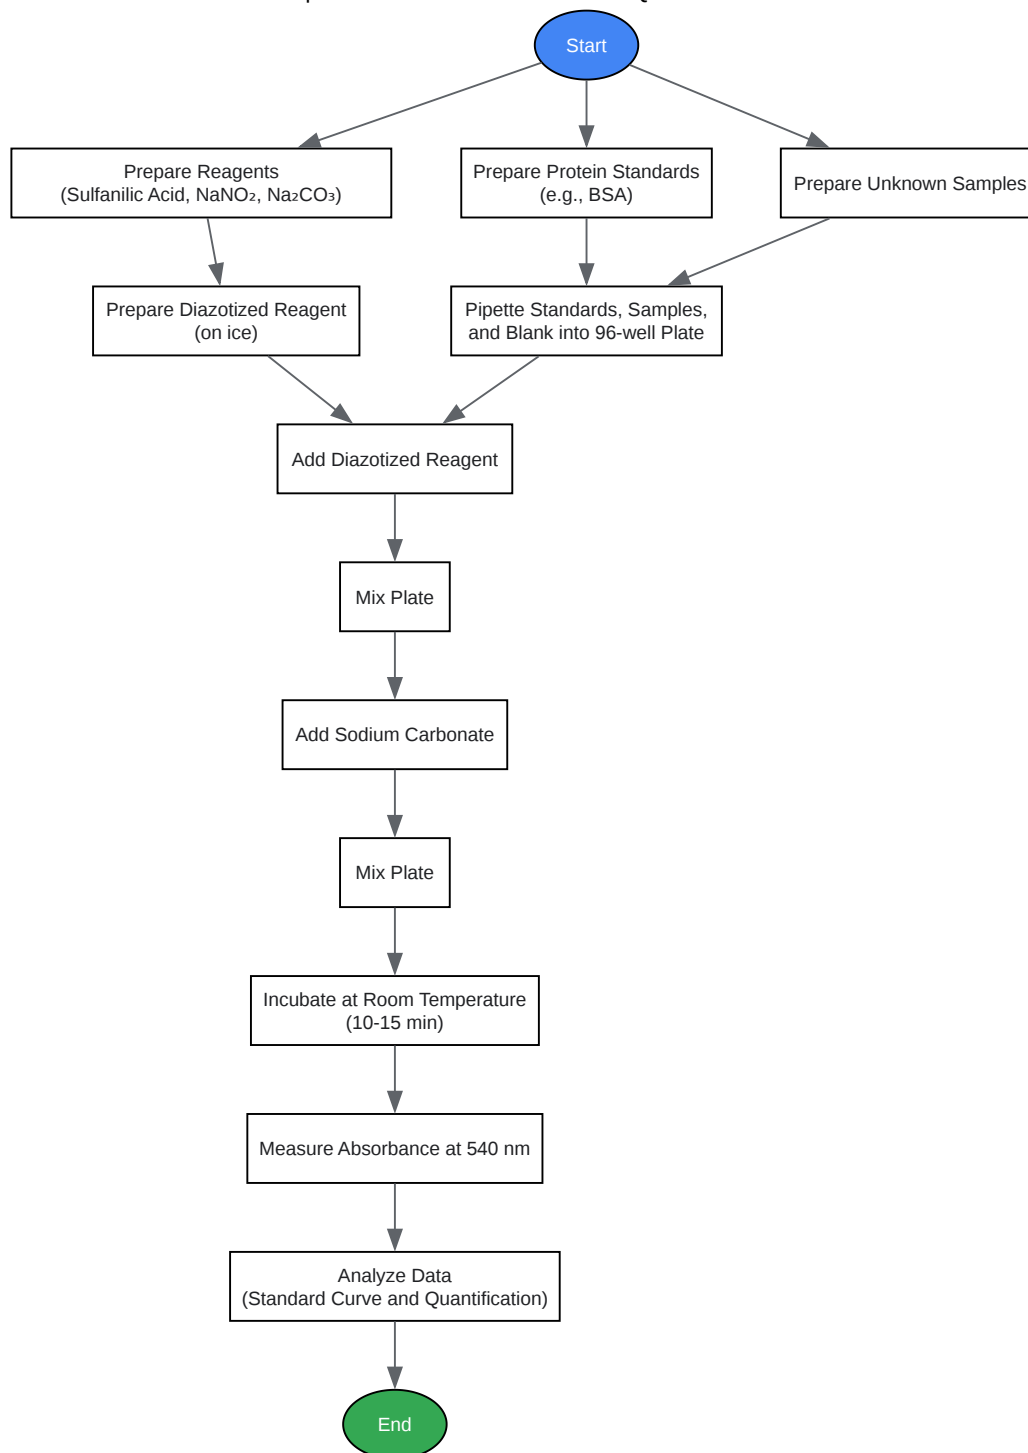 Start
Prepare Reagents
(Sulfanilic Acid, NaNO₂, Na₂CO₃)
Prepare Protein Standards
(e.g., BSA)
Prepare Unknown Samples
Prepare Diazotized Reagent
(on ice)
Pipette Standards, Samples,
and Blank into 96-well Plate
Add Diazotized Reagent
Mix Plate
Add Sodium Carbonate
Mix Plate
Incubate at Room Temperature
(10-15 min)
Measure Absorbance at 540 nm
Analyze Data
(Standard Curve and Quantification)
End